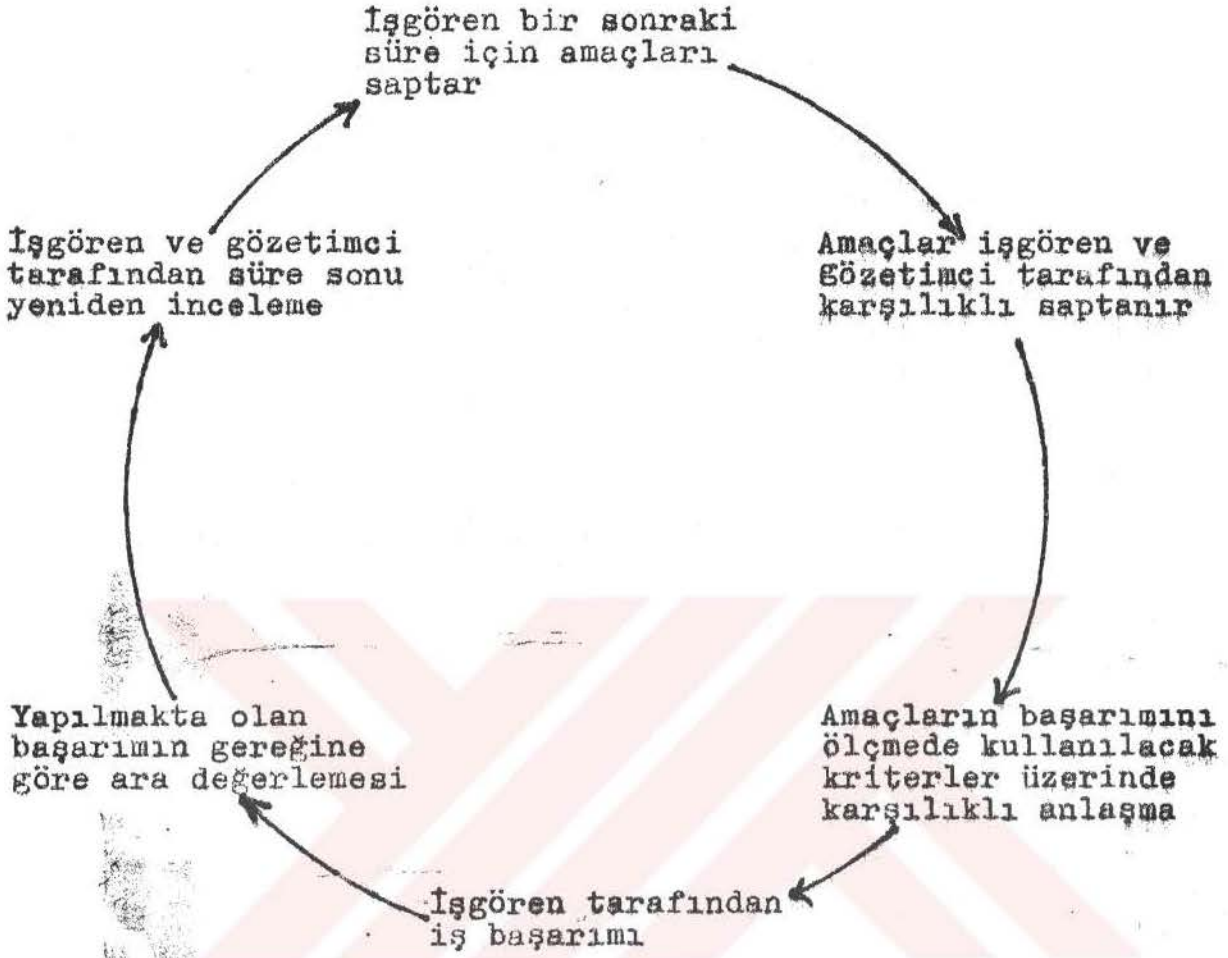 İşgören bir sonraki
süre için amaçları
saptar
Amaçlar işgören ve
gözetimci tarafından
karşılıklı saptanır
Amaçların başarımını
ölçmede kullanılacak
kriterler üzerinde
karşılıklı anlaşma
İşgören tarafından
iş başarımı
Yapılmakta olan
başarımın gereğine
göre ara değerlemesi
İşgören ve gözetimci
tarafından süre sonu
yeniden inceleme